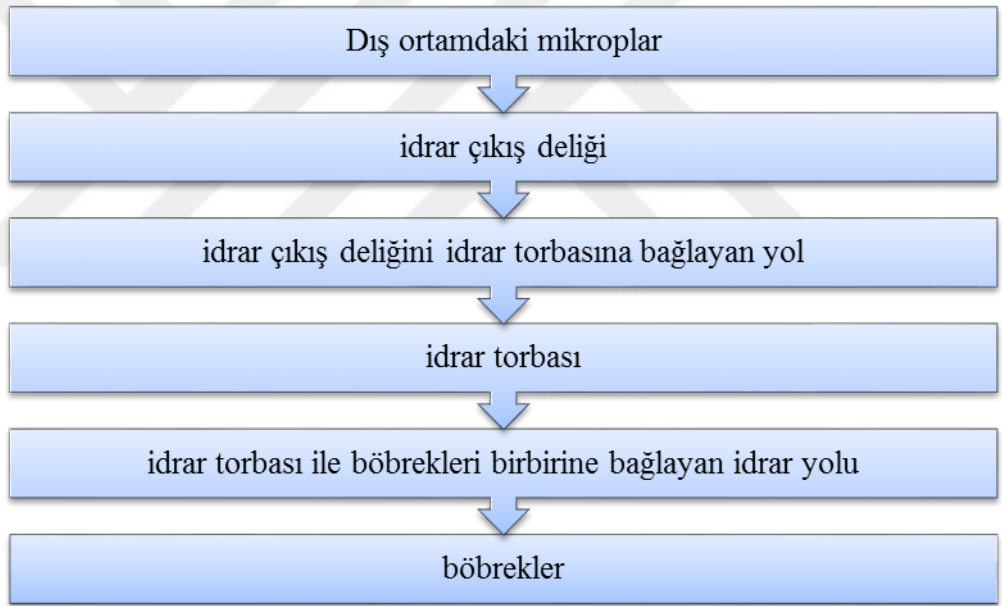 Dış ortamdaki mikroplar
idrar çıkış deliği
idrar çıkış deliğini idrar torbasına bağlayan yol
idrar torbası
idrar torbası ile böbrekleri birbirine bağlayan idrar yolu
böbrekler